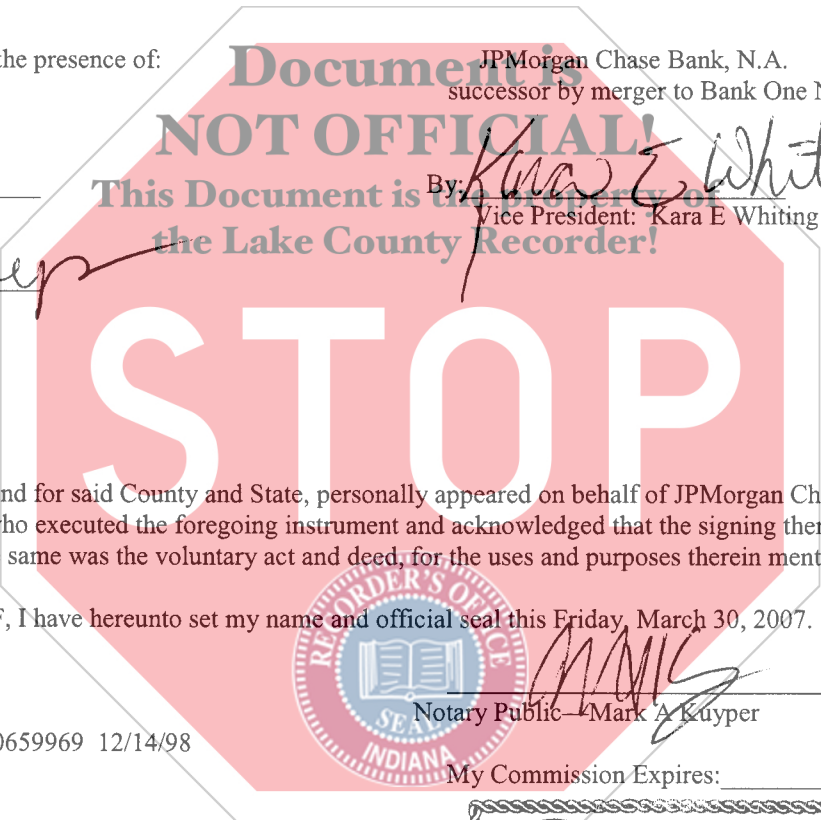 the presence of:
JPMorgan Chase Bank, N.A.
successor by merger to Bank One N
Document is
NOT OFFICIAL!
This Document is the property of
the Lake County Recorder!
By: Kara E Whit
Vice President: Kara E Whiting
STOP
nd for said County and State, personally appeared on behalf of JPMorgan Ch
ho executed the foregoing instrument and acknowledged that the signing ther
same was the voluntary act and deed, for the uses and purposes therein ment
F, I have hereunto set my name and official seal this Friday, March 30, 2007.
RECORDER'S OFFICE
SEAL
INDIANA
Notary Public—Mark A Kuyper
0659969 12/14/98
My Commission Expires: